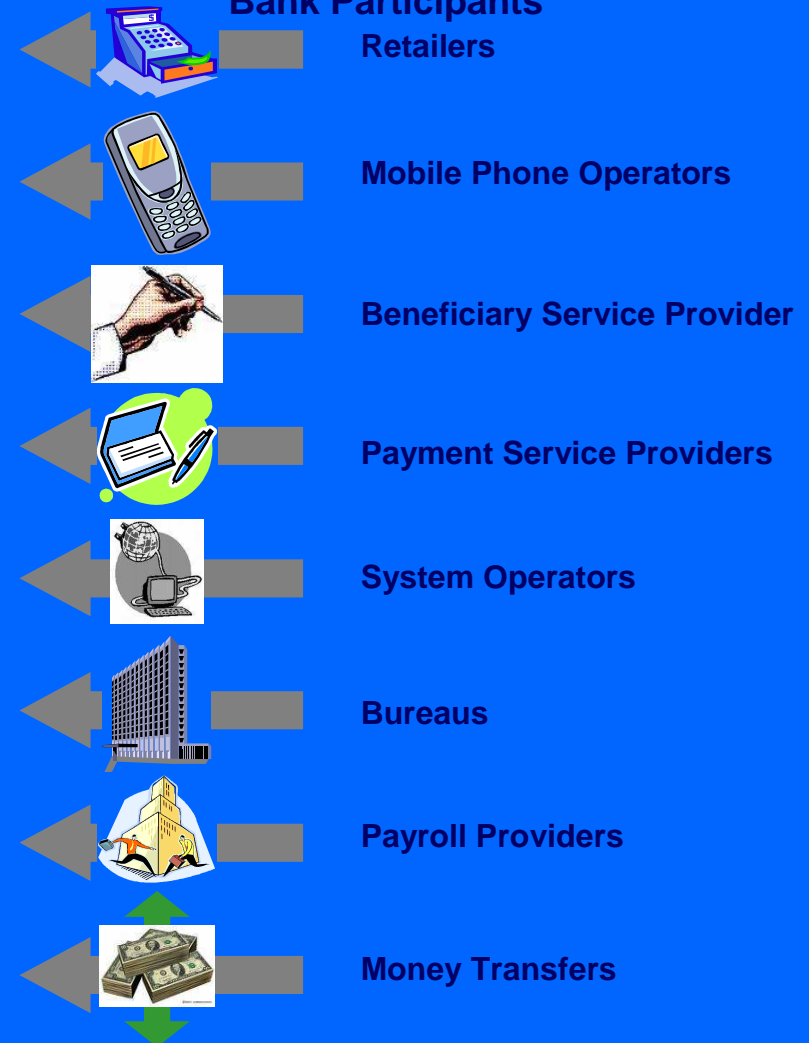 Bank Participants
Retailers
Mobile Phone Operators
Beneficiary Service Provider
Payment Service Providers
System Operators
Bureaus
Payroll Providers
Money Transfers